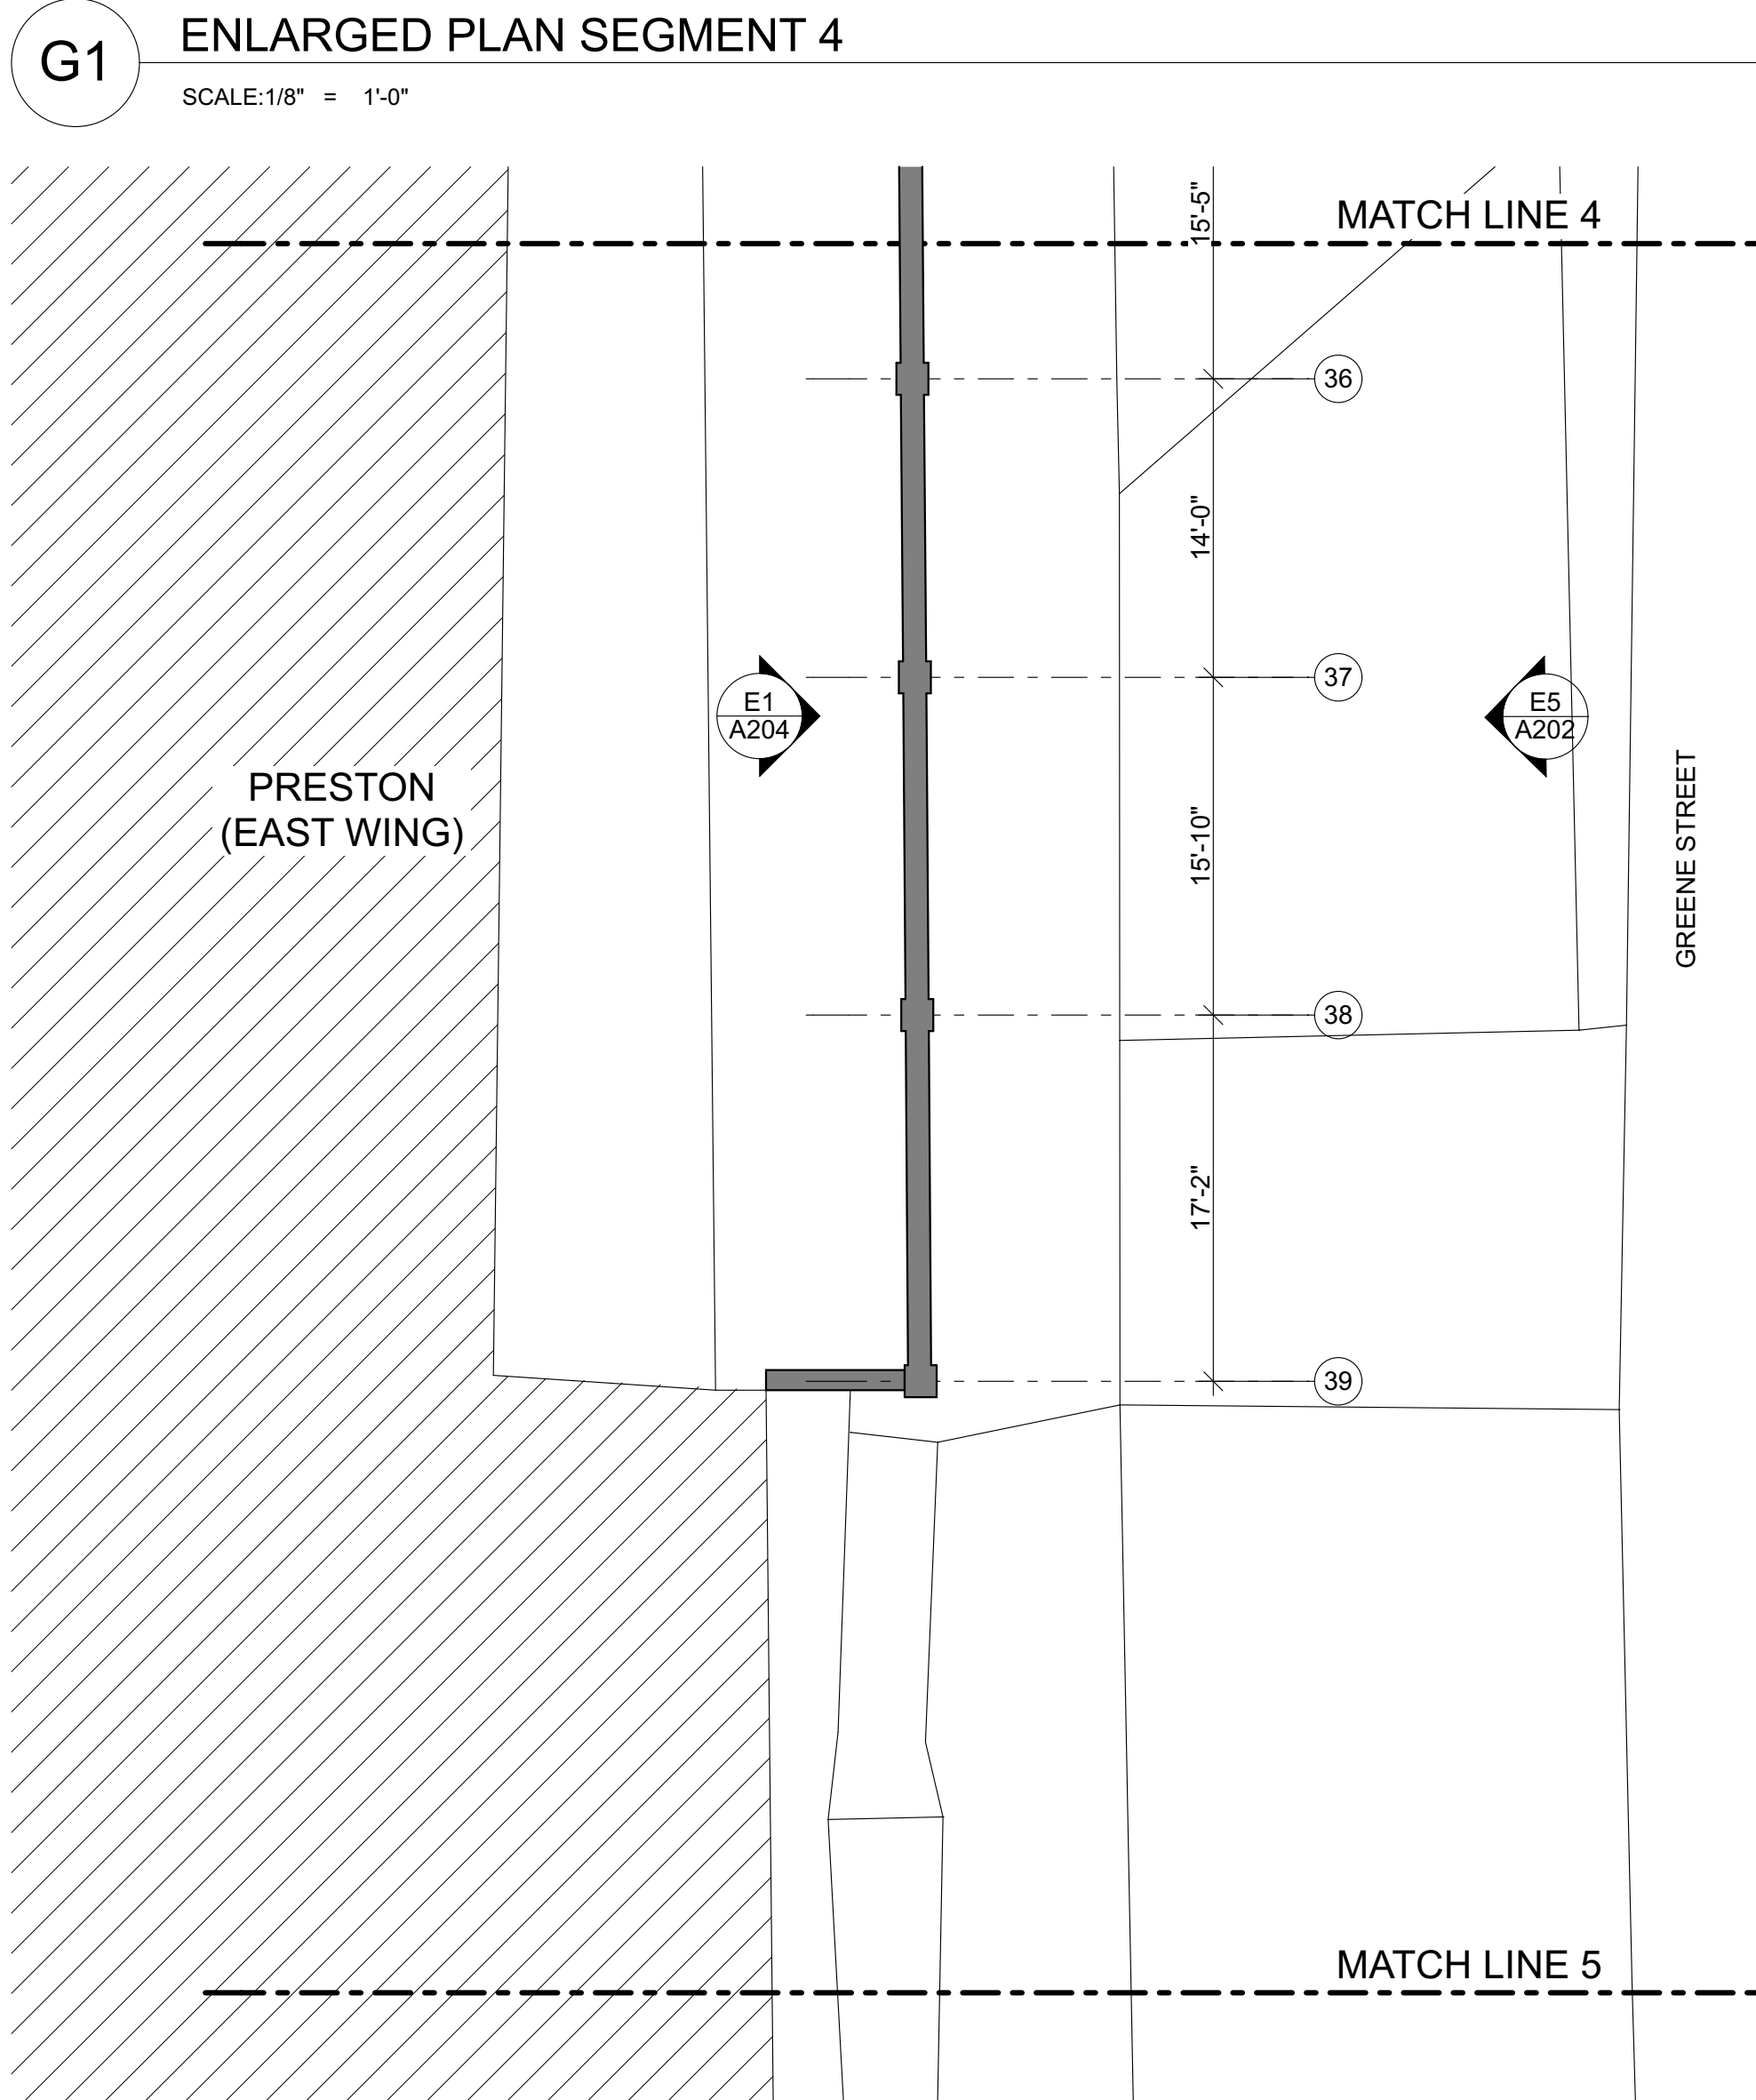 G1
ENLARGED PLAN SEGMENT 4
SCALE:1/8" = 1'-0"
15'-5"
MATCH LINE 4
36
14'-0"
37
E1
A204
E5
A202
PRESTON
(EAST WING)
15'-10"
GREENE STREET
38
17'-2"
39
MATCH LINE 5